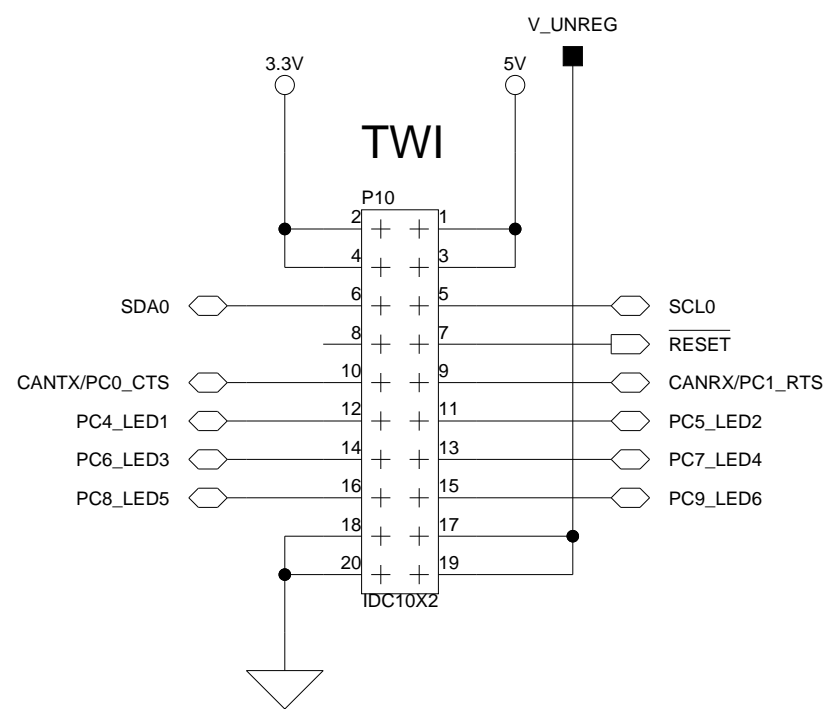 V_UNREG
3.3V 5V
TWI
P10
2 1
4 3
SDA0 6 5 SCL0
8 7 RESET
CANTX/PC0_CTS 10 9 CANRX/PC1_RTS
PC4_LED1 12 11 PC5_LED2
PC6_LED3 14 13 PC7_LED4
PC8_LED5 16 15 PC9_LED6
18 17
20 19
IDC10X2